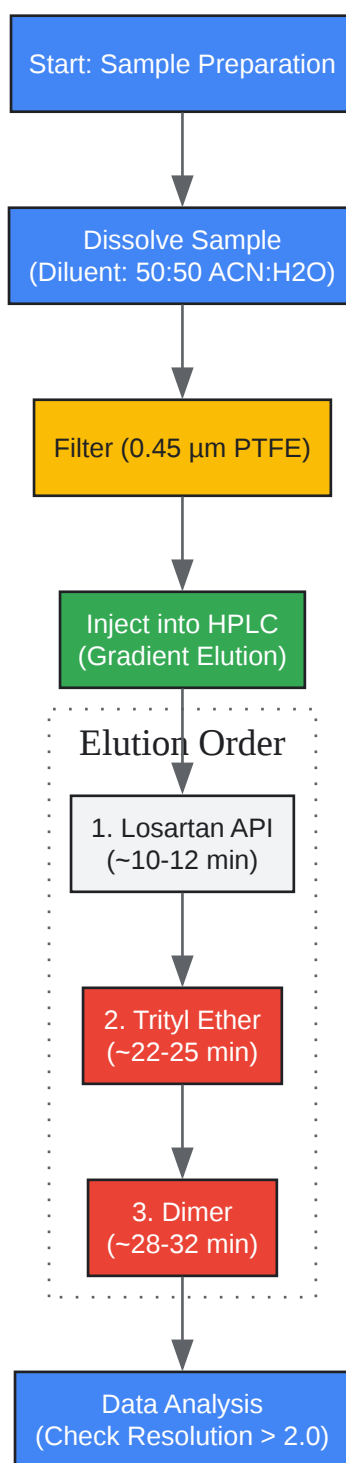 Start: Sample Preparation
Dissolve Sample
(Diluent: 50:50 ACN:H2O)
Filter (0.45 µm PTFE)
Inject into HPLC
(Gradient Elution)
Elution Order
1. Losartan API
(~10-12 min)
2. Trityl Ether
(~22-25 min)
3. Dimer
(~28-32 min)
Data Analysis
(Check Resolution > 2.0)